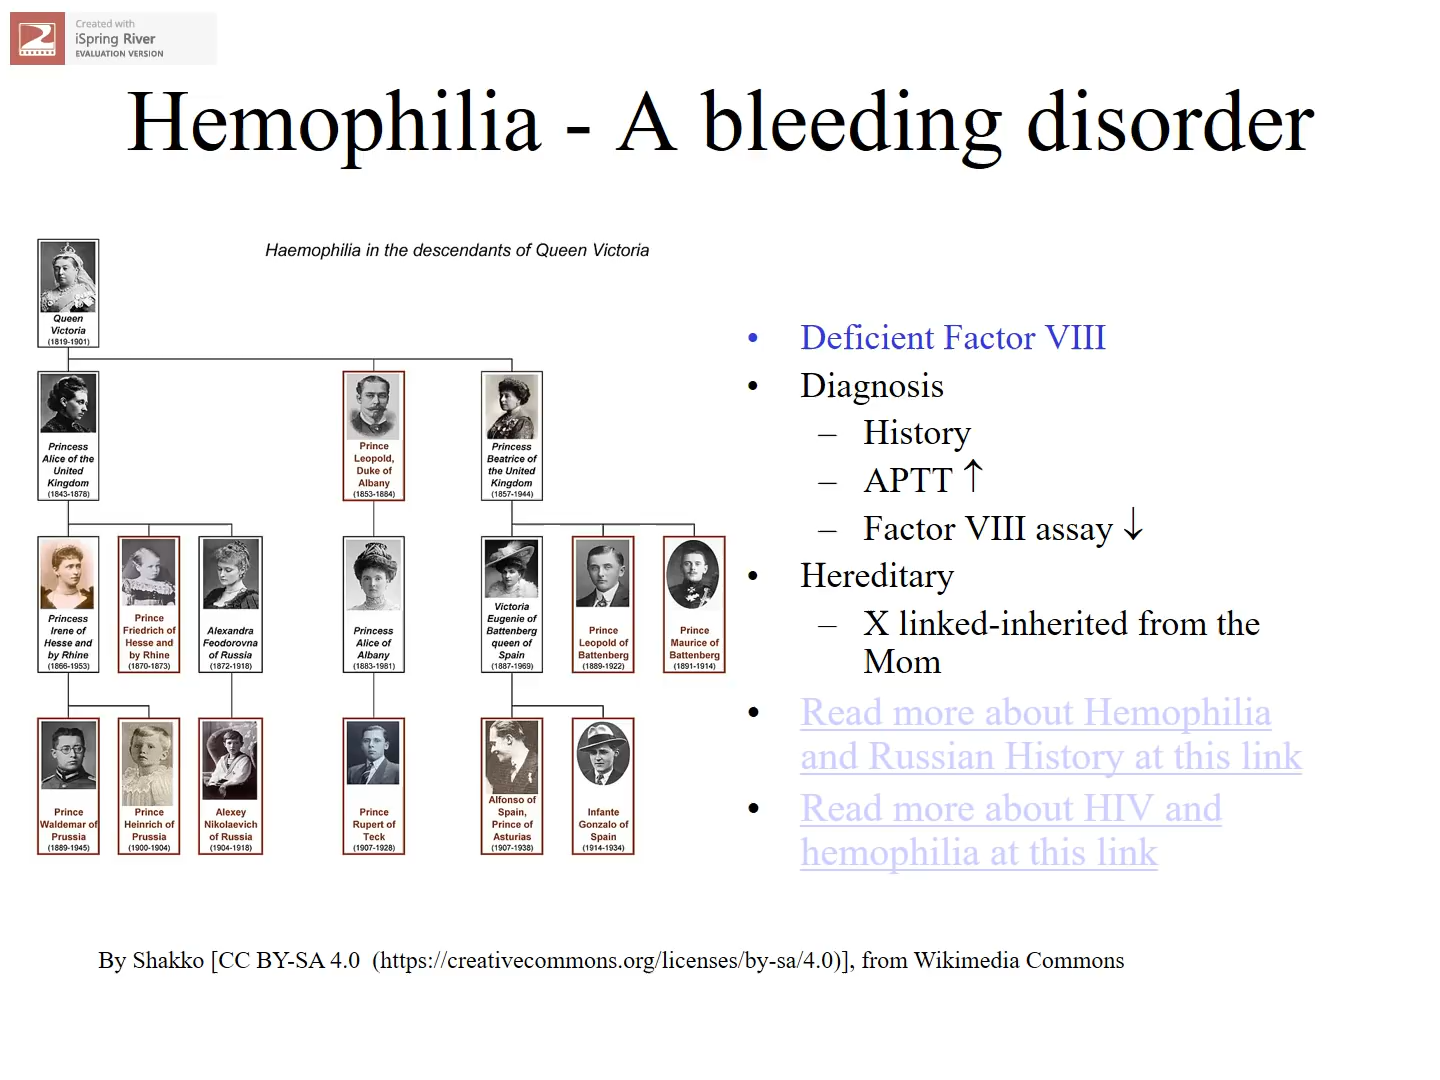 Created with
iSpring River
EVALUATION VERSION
Hemophilia - A bleeding disorder
Haemophilia in the descendants of Queen Victoria
Queen
Victoria
(1819-1901)
Princess
Alice of the
United
Kingdom
(1843-1878)
Prince
Leopold,
Duke of
Albany
(1853-1884)
Princess
Beatrice of
the United
Kingdom
(1857-1944)
Princess
Irene of
Hesse and
by Rhine
(1866-1953)
Prince
Friedrich of
Hesse and
by Rhine
(1870-1873)
Alexandra
Feodorovna
of Russia
(1872-1918)
Princess
Alice of
Albany
(1883-1981)
Victoria
Eugenie of
Battenberg
queen of
Spain
(1887-1969)
Prince
Leopold of
Battenberg
(1889-1922)
Prince
Maurice of
Battenberg
(1891-1914)
Prince
Waldemar of
Prussia
(1889-1945)
Prince
Heinrich of
Prussia
(1900-1904)
Alexey
Nikolaevich
of Russia
(1904-1918)
Prince
Rupert of
Teck
(1907-1928)
Alfonso of
Spain,
Prince of
Asturias
(1907-1938)
Infante
Gonzalo of
Spain
(1914-1934)
• Deficient Factor VIII
• Diagnosis
– History
– APTT ↑
– Factor VIII assay ↓
• Hereditary
– X linked-inherited from the
Mom
• Read more about Hemophilia
and Russian History at this link
• Read more about HIV and
hemophilia at this link
By Shakko [CC BY-SA 4.0 (https://creativecommons.org/licenses/by-sa/4.0)], from Wikimedia Commons